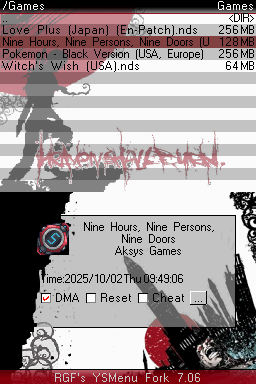 /Games Games
.. <DIR>
Love Plus (Japan) (En-Patch).nds 256MB
Nine Hours, Nine Persons, Nine Doors (U 128MB
Pokemon - Black Version (USA, Europe) 256MB
Witch's Wish (USA).nds 64MB
Nine Hours, Nine Persons,
Nine Doors
Aksys Games
Time:2025/10/02Thu09:49:06
DMA Reset Cheat ...
RGF's YSMenu Fork 7.06